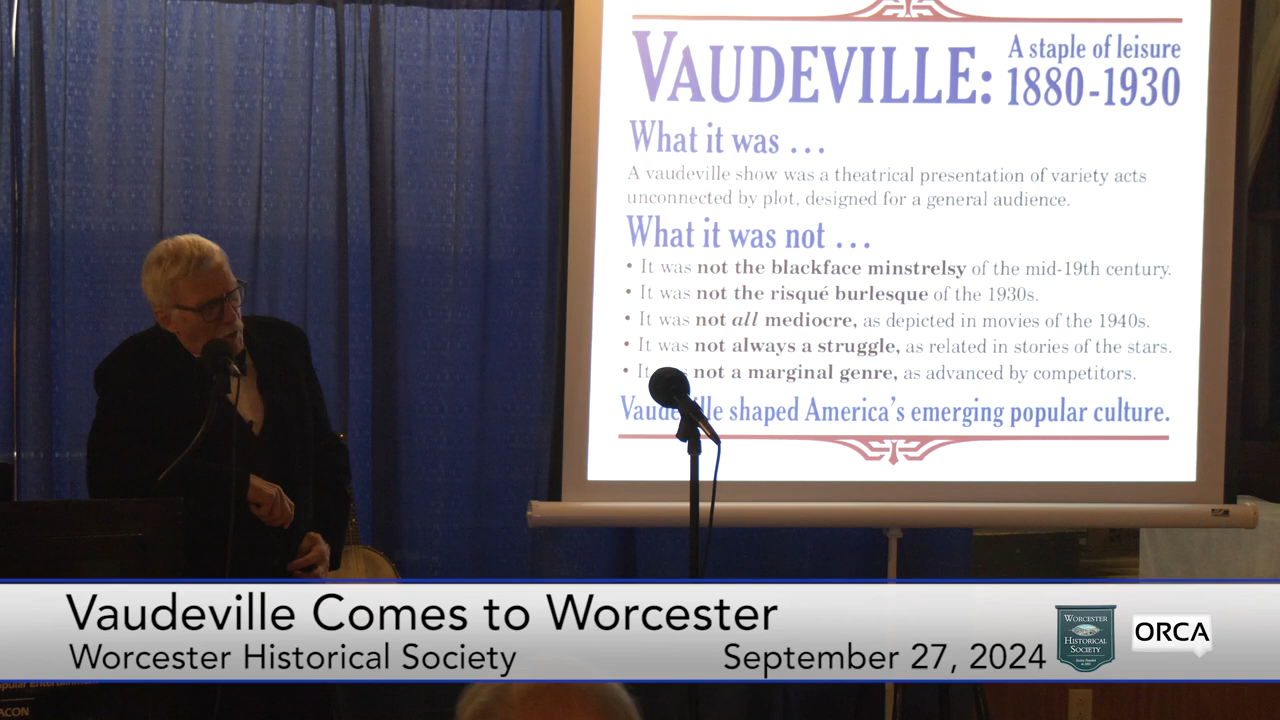 VAUDEVILLE: A staple of leisure
1880-1930
What it was . . .
A vaudeville show was a theatrical presentation of variety acts
unconnected by plot, designed for a general audience.
What it was not . . .
• It was not the blackface minstrelsy of the mid-19th century.
• It was not the risqué burlesque of the 1930s.
• It was not all mediocre, as depicted in movies of the 1940s.
• It was not always a struggle, as related in stories of the stars.
• It not a marginal genre, as advanced by competitors.
shaped America's emerging popular culture.
Vaudeville Comes to Worcester
Worcester Historical Society
September 27, 2024
WORCESTER
HISTORICAL
SOCIETY
ORCA